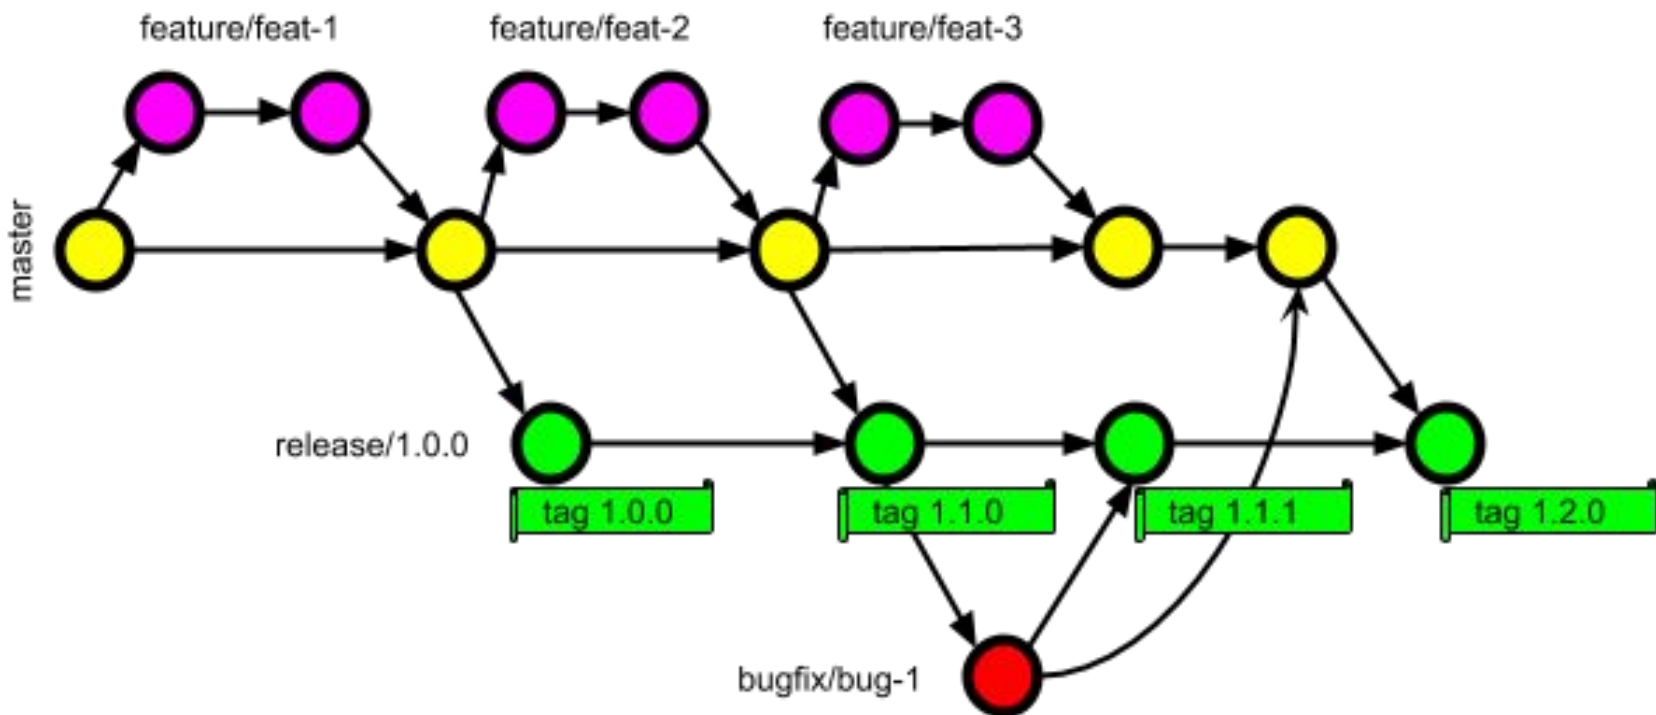 feature/feat-1
feature/feat-2
feature/feat-3
master
release/1.0.0
tag 1.0.0
tag 1.1.0
tag 1.1.1
tag 1.2.0
bugfix/bug-1